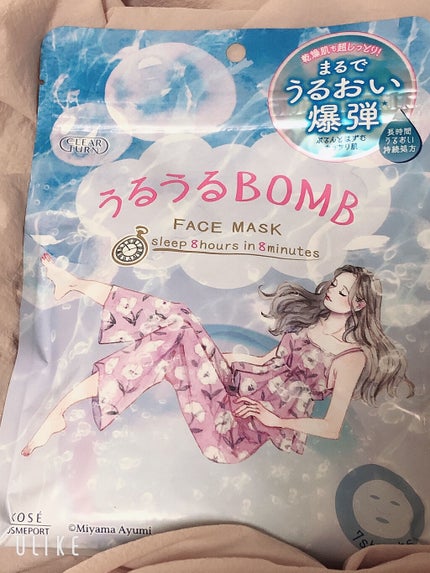 乾燥肌も超しっとり!
まるで
うるおい
爆弾
長時間
うるおい
持続処方
CLEAR
TURN
うるうるBOMB
FACE MASK
sleep 8hours in 8minutes
KOSÉ
COSMEPORT
©Miyama Ayumi
ULIKE